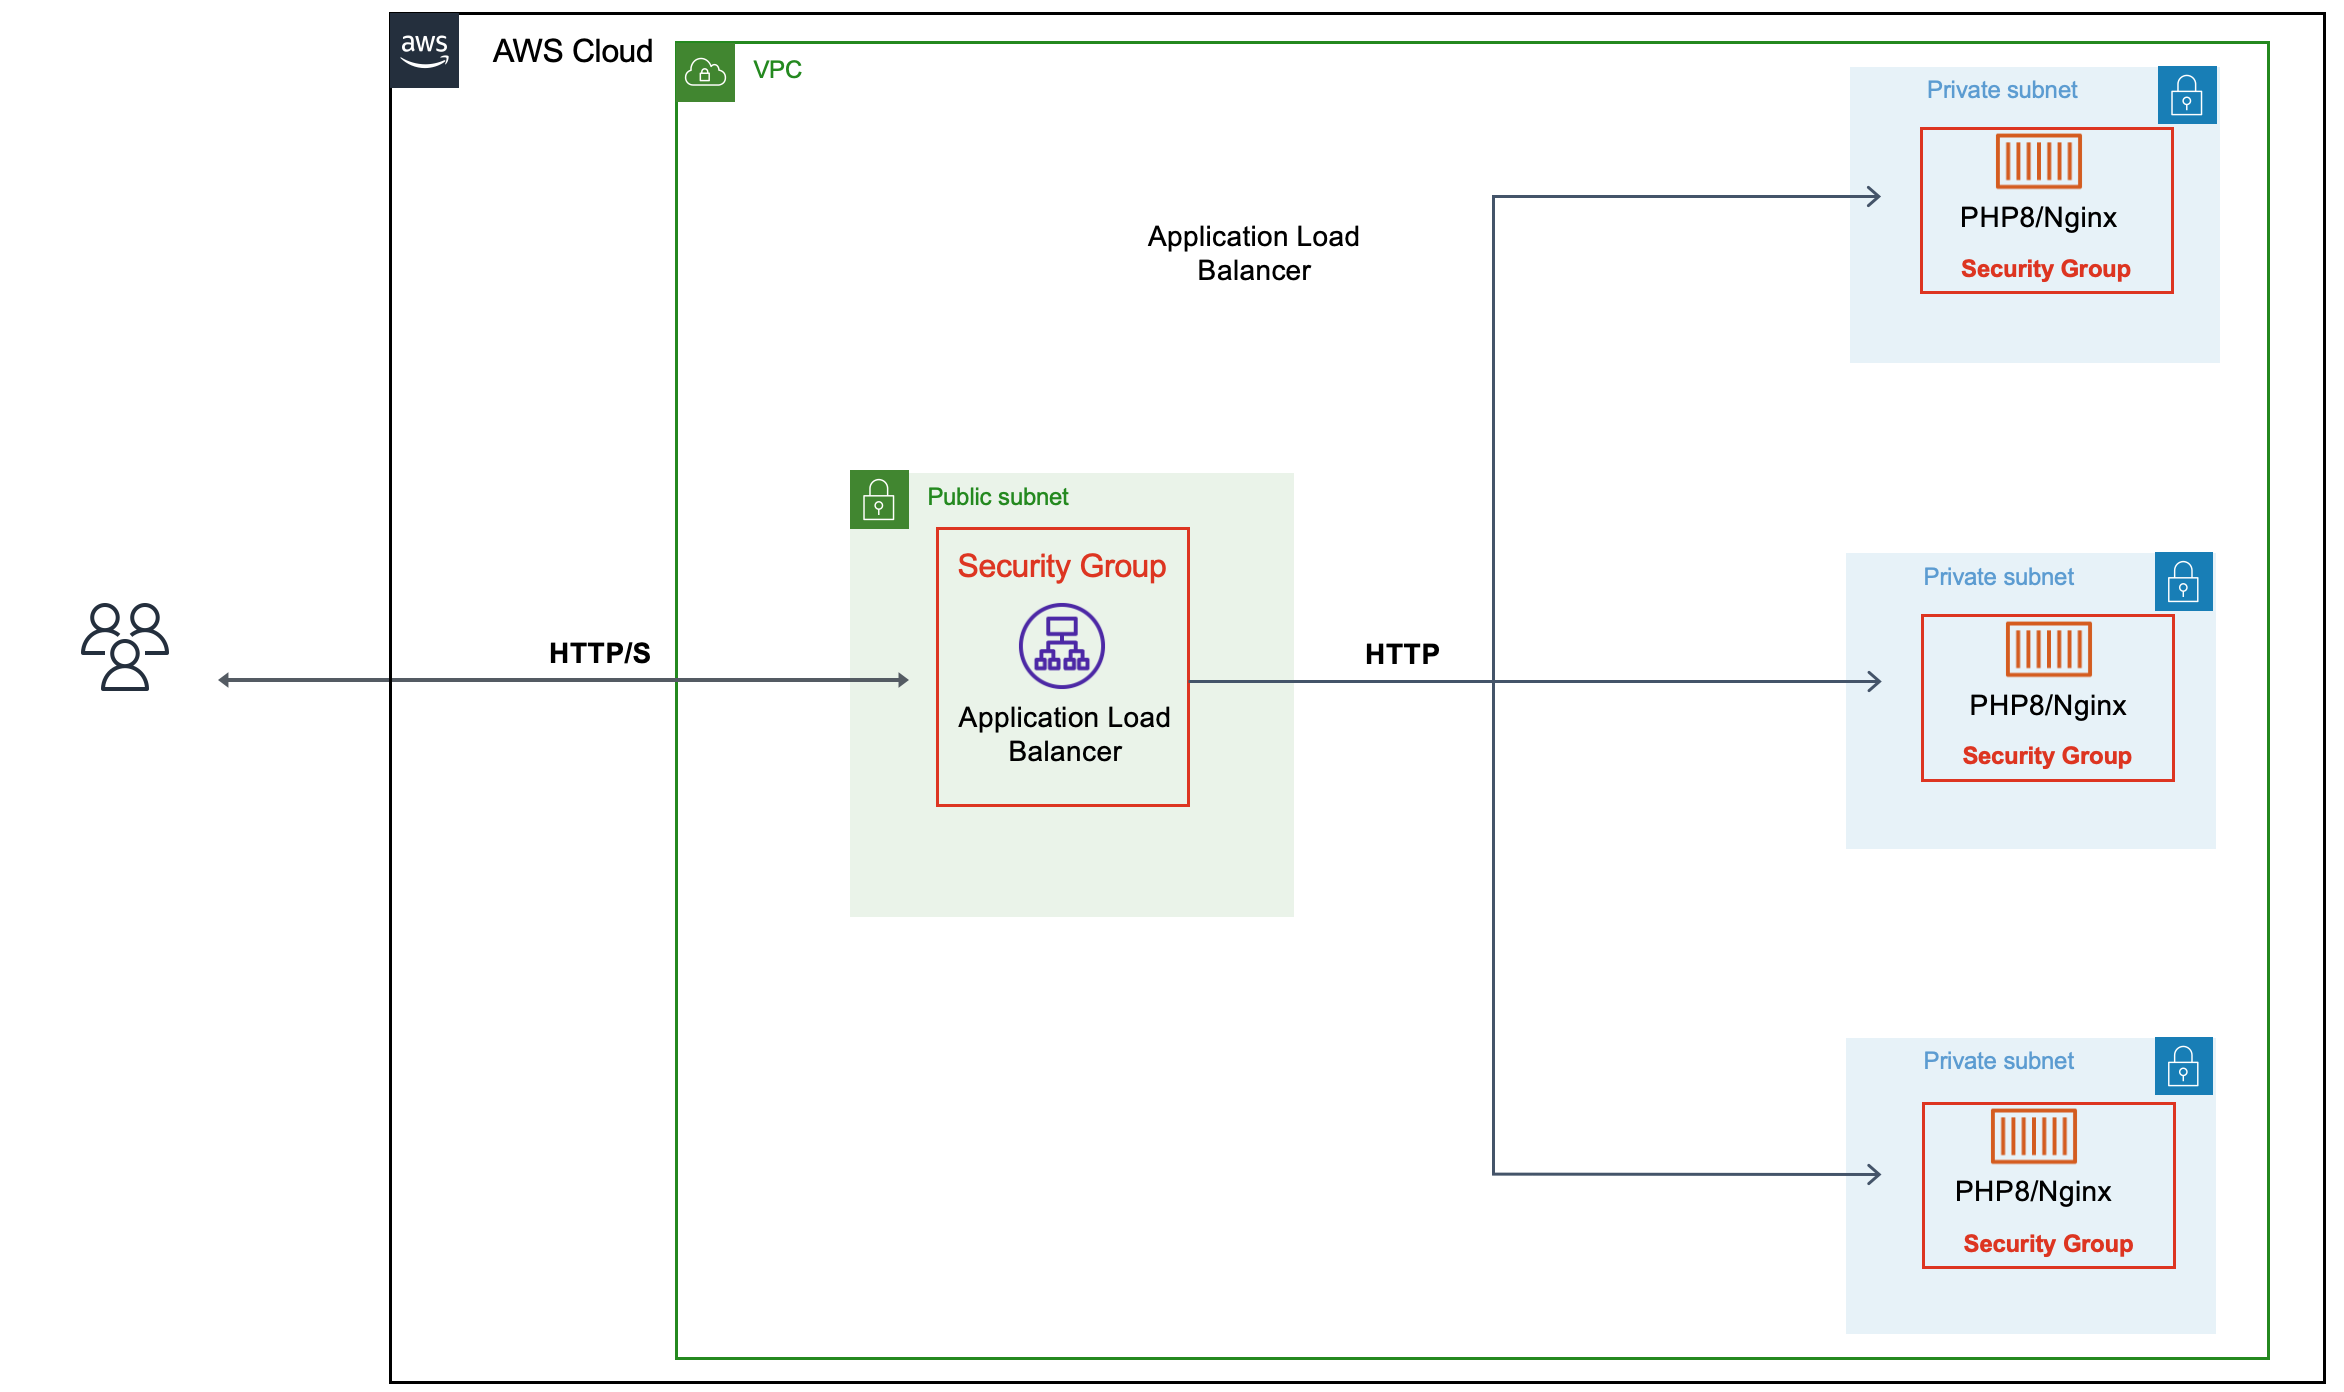 aws
AWS Cloud
VPC
Private subnet
PHP8/Nginx
Security Group
Application Load
Balancer
Public subnet
Security Group
Application Load
Balancer
HTTP/S
HTTP
Private subnet
PHP8/Nginx
Security Group
Private subnet
PHP8/Nginx
Security Group